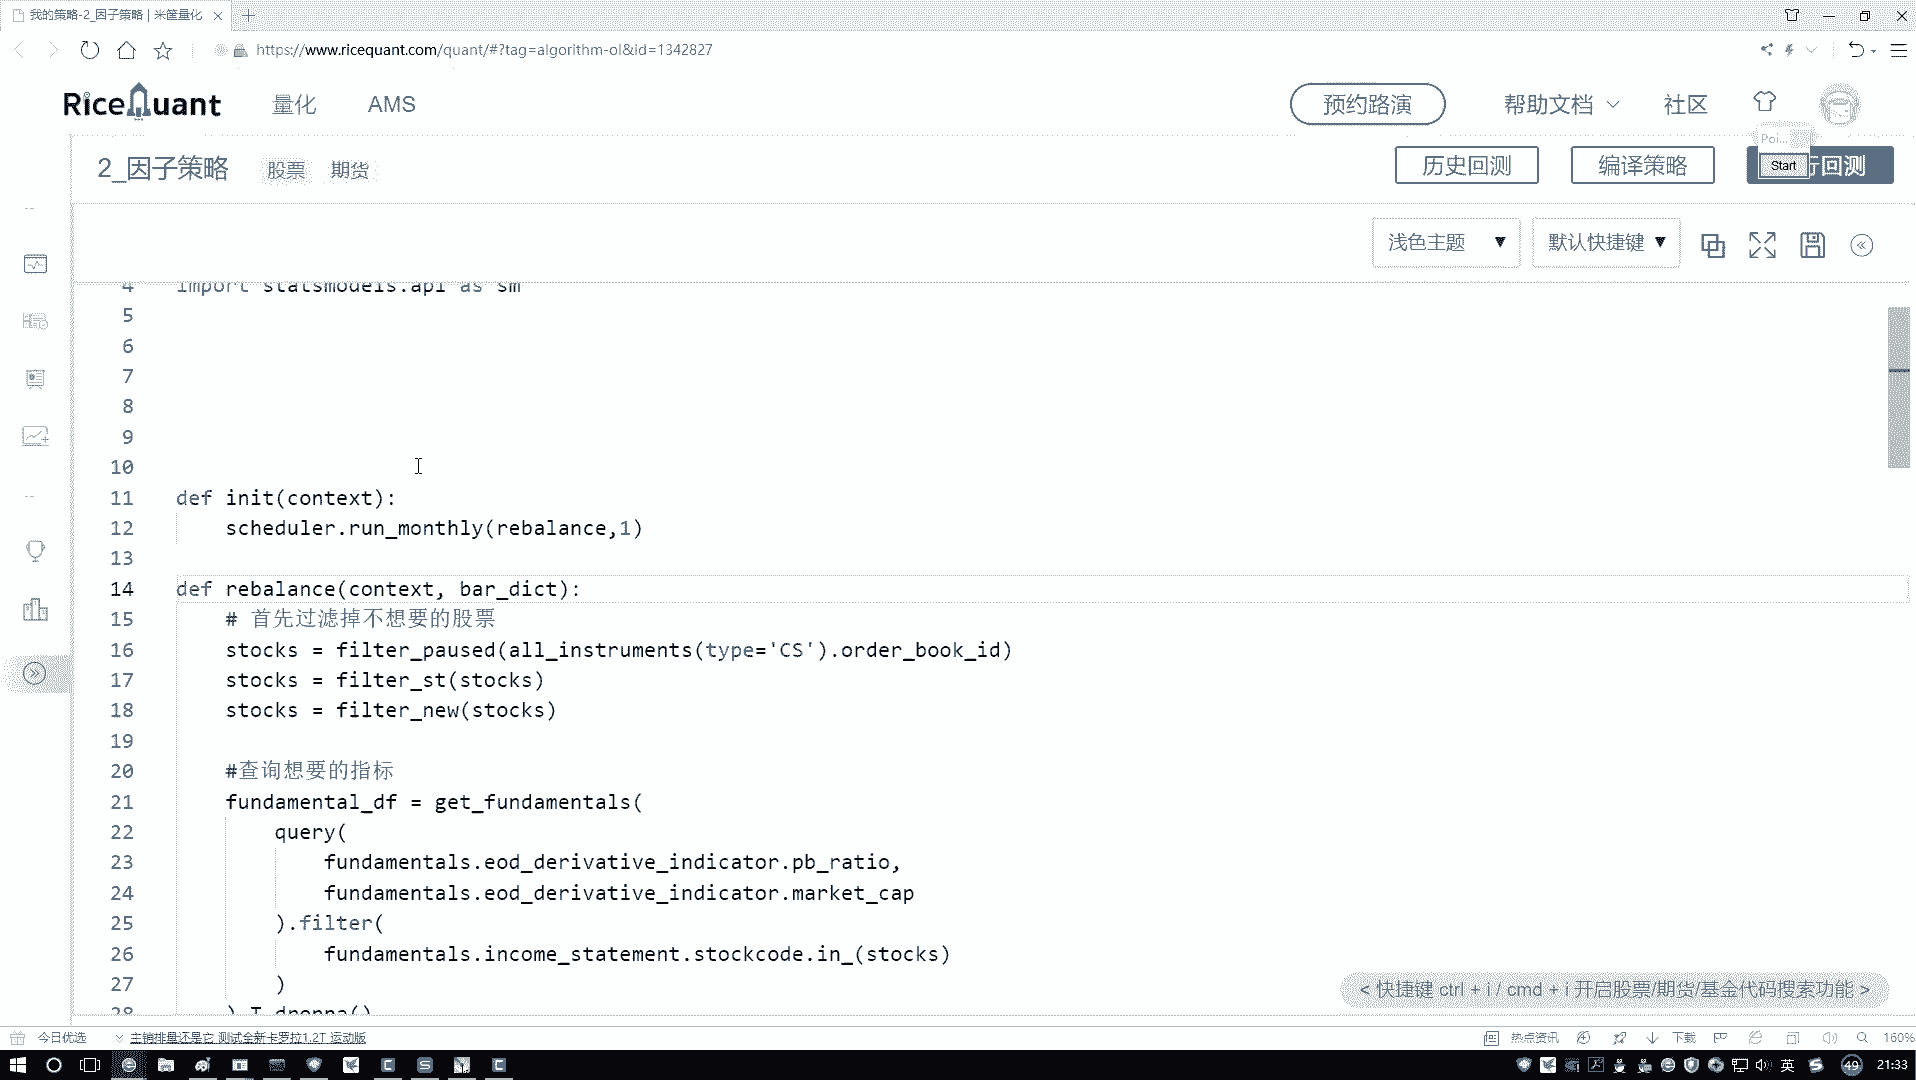 我的策略-2_因子策略 | 米筐量化
https://www.ricequant.com/quant/#?tag=algorithm-ol&id=1342827
RiceQuant 量化 AMS 预约路演 帮助文档 社区
Poi...
2_因子策略 股票 期货 历史回测 编译策略 Start 行回测
浅色主题 默认快捷键
4 import statsmodels.api as sm
5
6
7
8
9
10
11 def init(context):
12 scheduler.run_monthly(rebalance,1)
13
14 def rebalance(context, bar_dict):
15 # 首先过滤掉不想要的股票
16 stocks = filter_paused(all_instruments(type='CS').order_book_id)
17 stocks = filter_st(stocks)
18 stocks = filter_new(stocks)
19
20 #查询想要的指标
21 fundamental_df = get_fundamentals(
22 query(
23 fundamentals.eod_derivative_indicator.pb_ratio,
24 fundamentals.eod_derivative_indicator.market_cap
25 ).filter(
26 fundamentals.income_statement.stockcode.in_(stocks)
27 )
28 ).T.dropna()
< 快捷键 ctrl + i / cmd + i 开启股票/期货/基金代码搜索功能 >
今日优选 主销排量还是它 测试全新卡罗拉1.2T 运动版 热点资讯 下载 160%
英 49 21:33